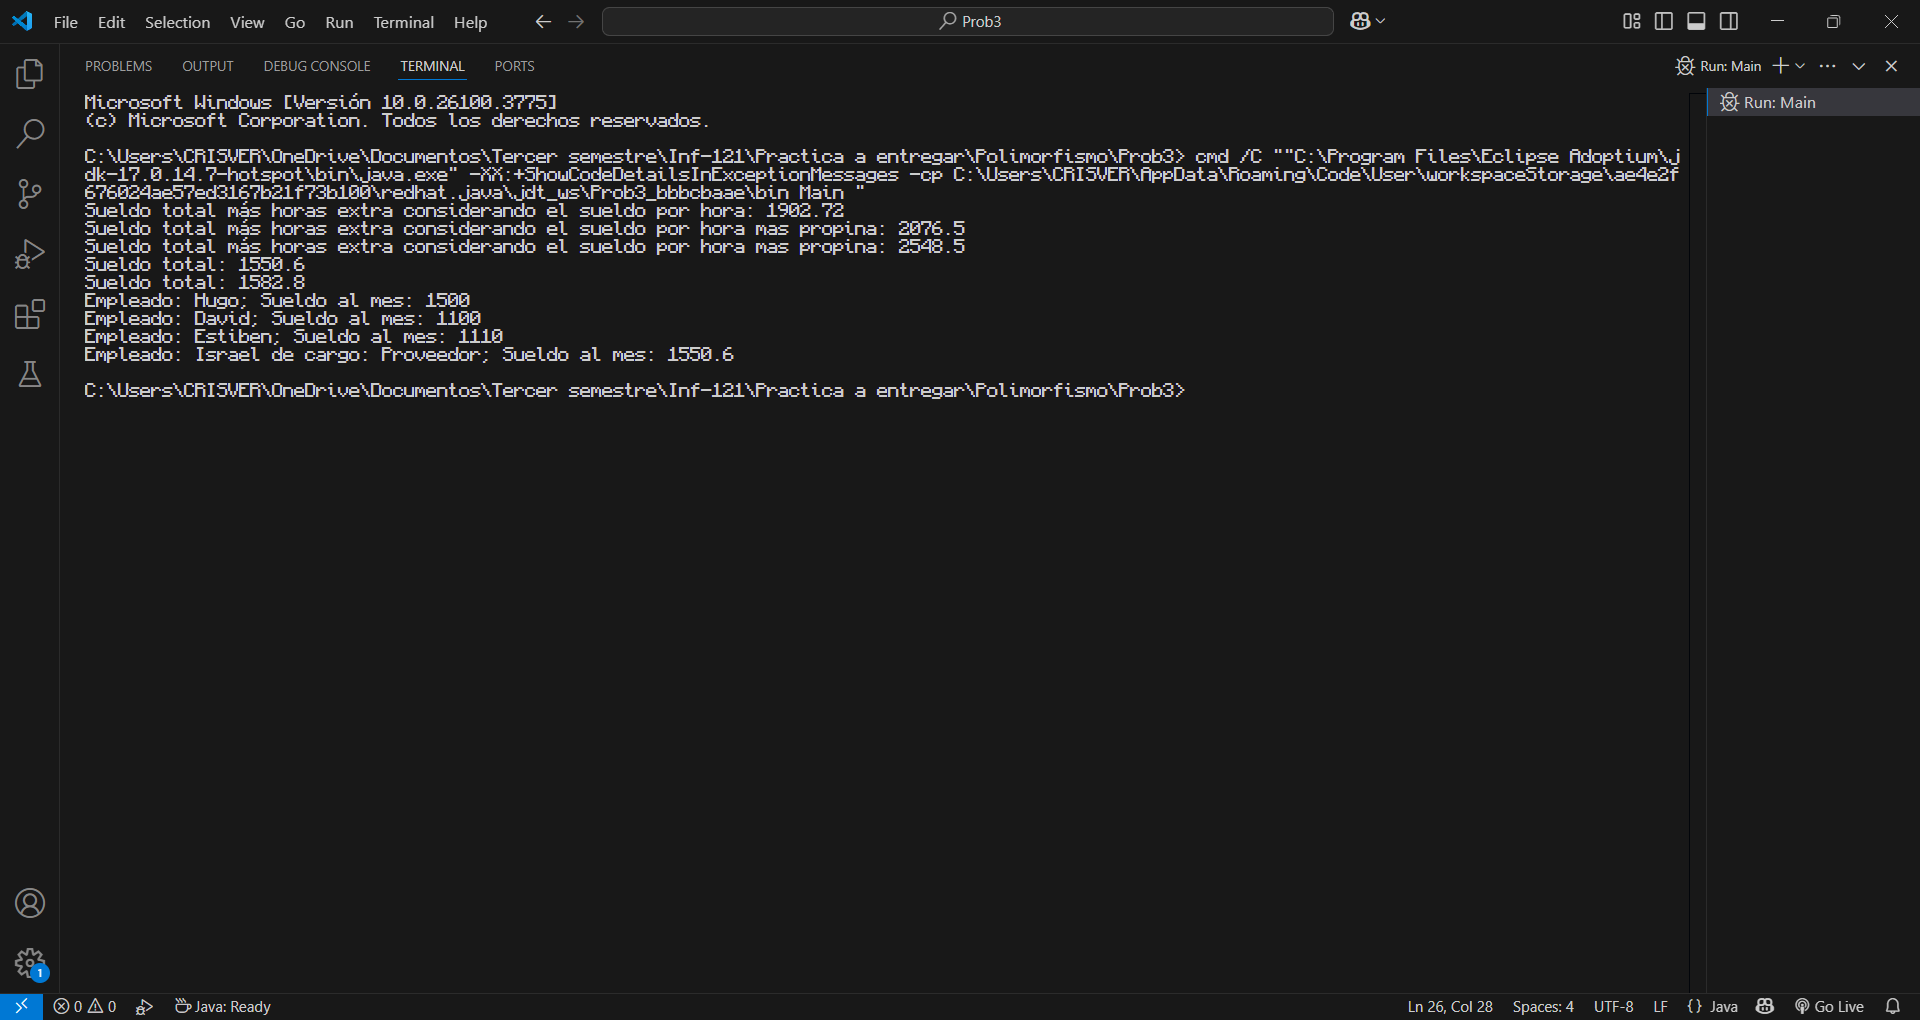 File Edit Selection View Go Run Terminal Help
Prob3
PROBLEMS OUTPUT DEBUG CONSOLE TERMINAL PORTS
Run: Main
Run: Main
Microsoft Windows [Versión 10.0.26100.3775]
(c) Microsoft Corporation. Todos los derechos reservados.
C:\Users\CRISVER\OneDrive\Documentos\Tercer semestre\Inf-121\Practica a entregar\Polimorfismo\Prob3> cmd /C ""C:\Program Files\Eclipse Adoptium\j
dk-17.0.14.7-hotspot\bin\java.exe" -XX:+ShowCodeDetailsInExceptionMessages -cp C:\Users\CRISVER\AppData\Roaming\Code\User\workspaceStorage\ae4e2f
676024ae57ed3167b21f73b100\redhat.java\jdt_ws\Prob3_bbbcbaae\bin Main "
Sueldo total más horas extra considerando el sueldo por hora: 1902.72
Sueldo total más horas extra considerando el sueldo por hora mas propina: 2076.5
Sueldo total más horas extra considerando el sueldo por hora mas propina: 2548.5
Sueldo total: 1550.6
Sueldo total: 1582.8
Empleado: Hugo; Sueldo al mes: 1500
Empleado: David; Sueldo al mes: 1100
Empleado: Estiben; Sueldo al mes: 1110
Empleado: Israel de cargo: Proveedor; Sueldo al mes: 1550.6
C:\Users\CRISVER\OneDrive\Documentos\Tercer semestre\Inf-121\Practica a entregar\Polimorfismo\Prob3>
1
0 0 Java: Ready Ln 26, Col 28 Spaces: 4 UTF-8 LF {} Java Go Live